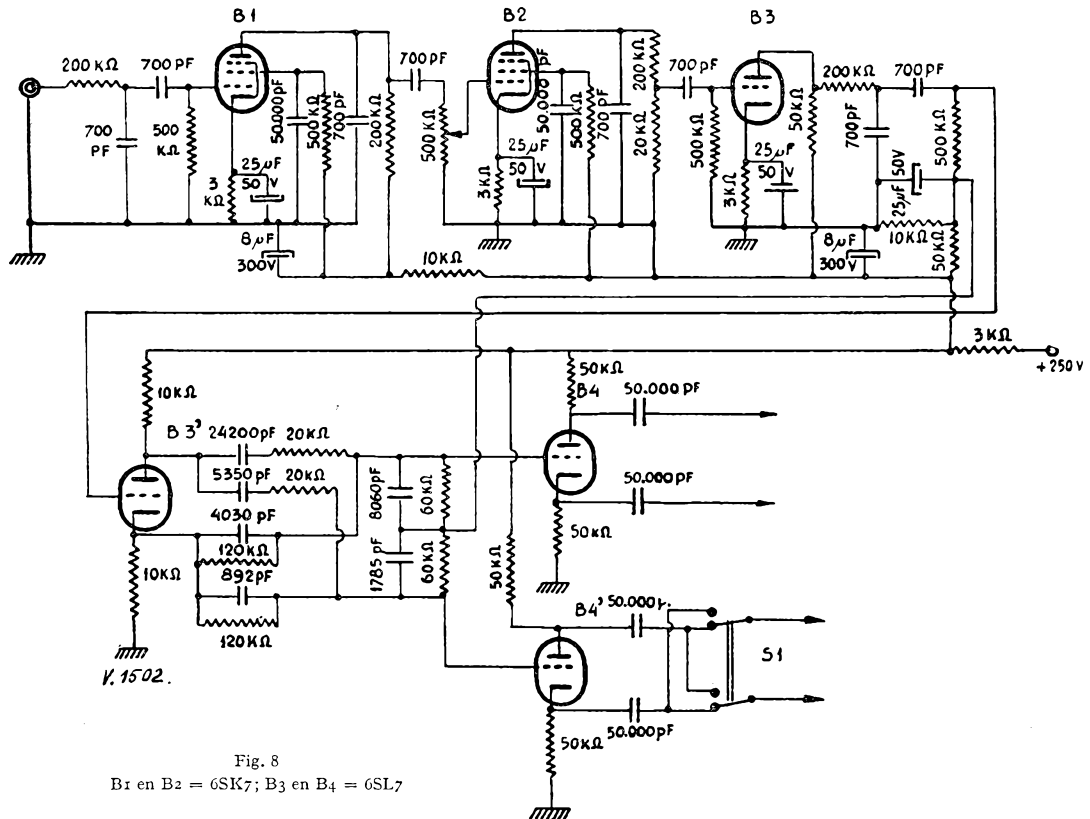 B1
B2
B3
200 KΩ
700 PF
700 PF
500 KΩ
50.000 pF
500 KΩ
700 pF
200 KΩ
3 KΩ
25 µF 50 V
8 µF 300V
700 PF
500 KΩ
50.000 pF
500 KΩ
700 pF
200 KΩ
20 KΩ
3 KΩ
25 µF 50 V
10 KΩ
700 pF
500 KΩ
3 KΩ
25 µF 50 V
50 KΩ
200 KΩ
700 PF
700 pF
500 KΩ
25 µF 50V
10 KΩ
8 µF 300V
50 KΩ
3 KΩ
+250 V
10 KΩ
B 3'
24200 pF
20 KΩ
5350 pF
20 KΩ
4030 pF
120 KΩ
892 pF
120 KΩ
10 KΩ
V. 1502.
8060 pF
60 KΩ
1785 pF
60 KΩ
50 KΩ
50 KΩ
B4
50.000 pF
50.000 pF
50 KΩ
B4'
50.000 p.
50.000 pF
50 KΩ
S1
Fig. 8
B1 en B2 = 6SK7; B3 en B4 = 6SL7